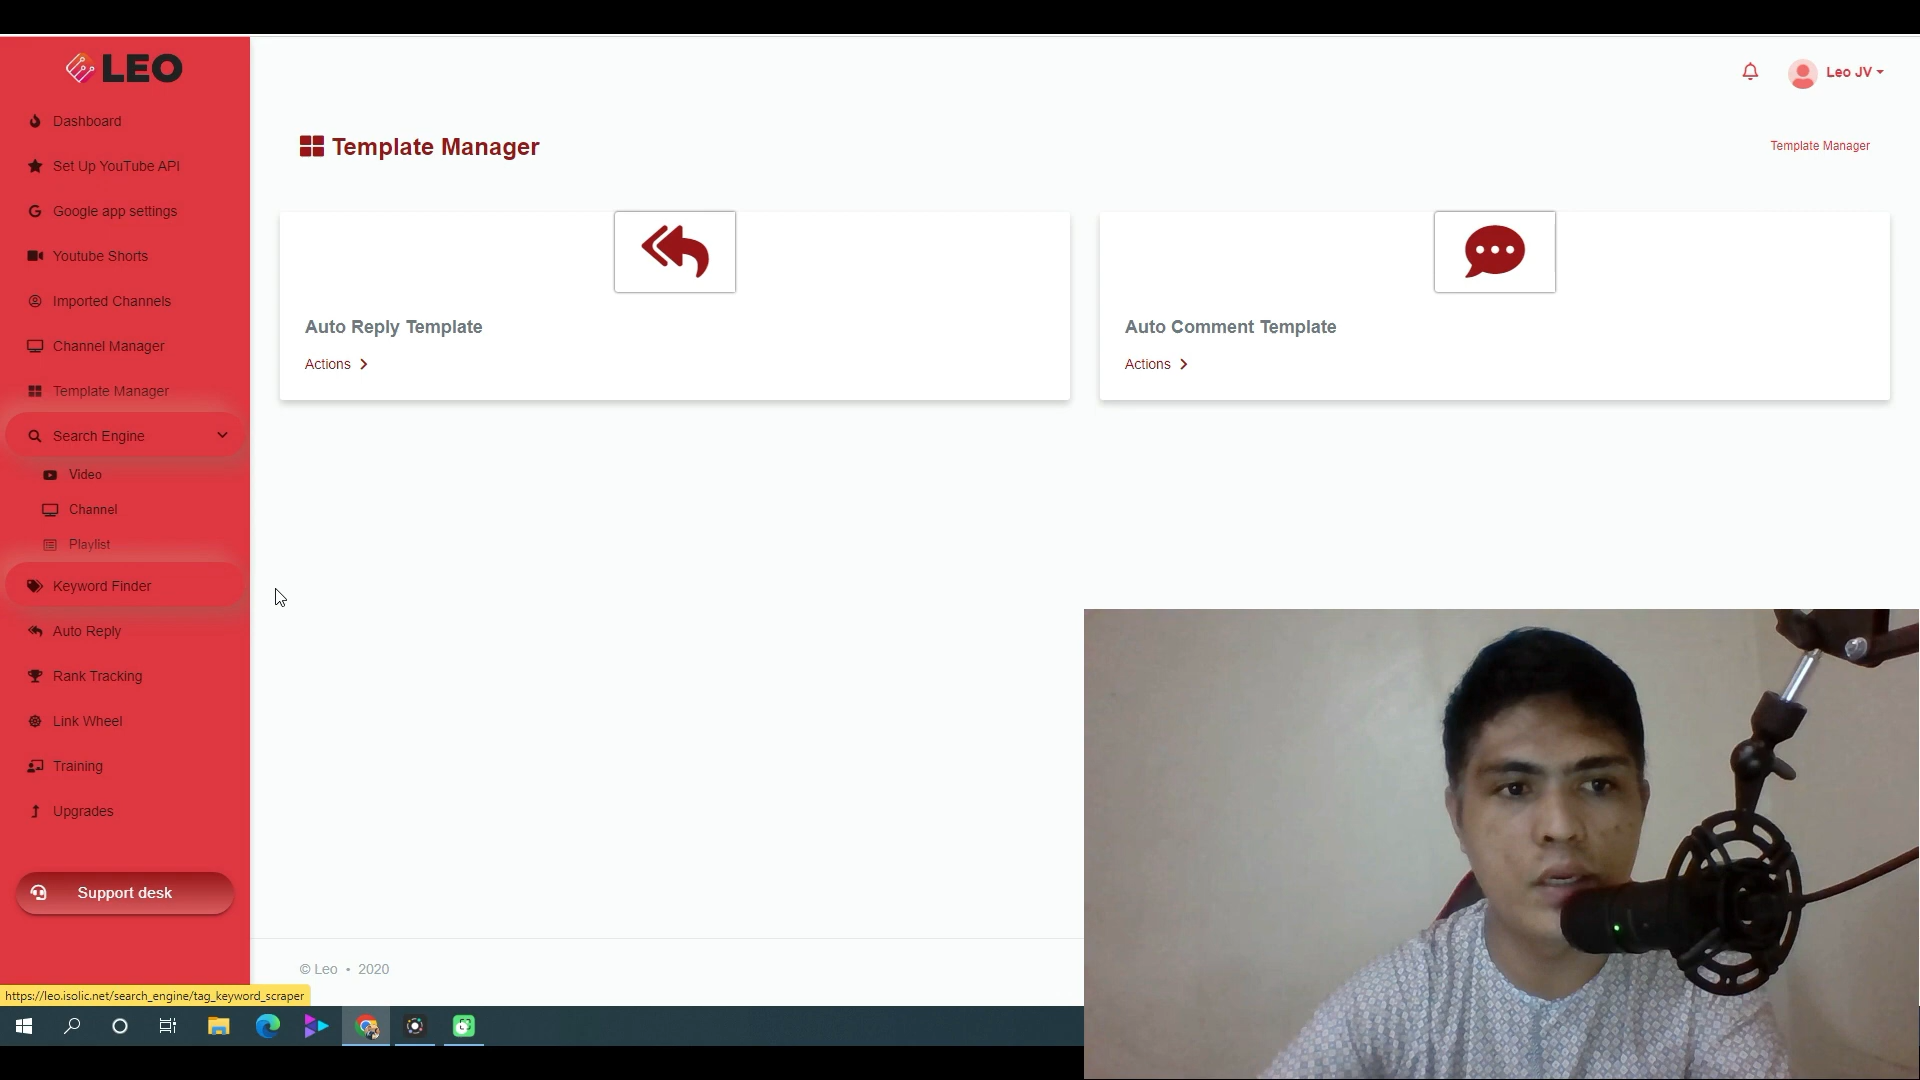 LEO
Dashboard
Set Up YouTube API
Google app settings
Youtube Shorts
Imported Channels
Channel Manager
Template Manager
Search Engine
Video
Channel
Playlist
Keyword Finder
Auto Reply
Rank Tracking
Link Wheel
Training
Upgrades
Support desk
Leo JV
Template Manager
Template Manager
Auto Reply Template
Actions
Auto Comment Template
Actions
© Leo • 2020
https://leo.isolic.net/search_engine/tag_keyword_scraper